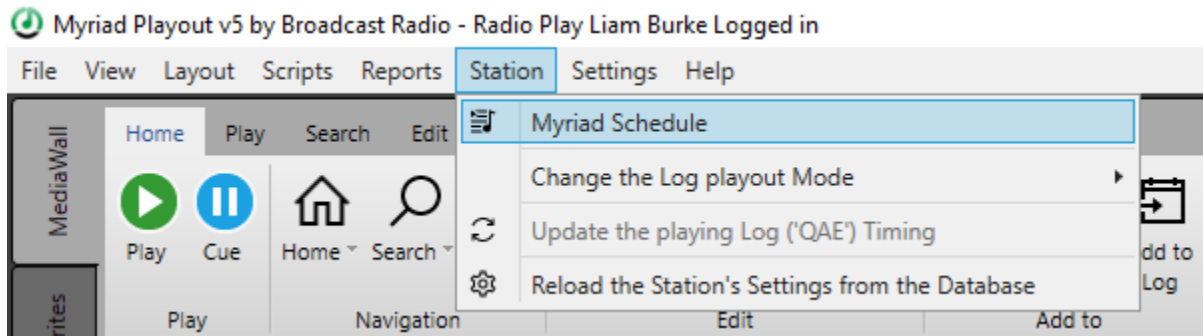 Myriad Playout v5 by Broadcast Radio - Radio Play Liam Burke Logged in
File View Layout Scripts Reports Station Settings Help
MediaWall
Home Play Search Edit
Myriad Schedule
Change the Log playout Mode
Update the playing Log ('QAE') Timing
Reload the Station's Settings from the Database
Play Cue Home Search
dd to
Log
rites
Play Navigation Edit Add to